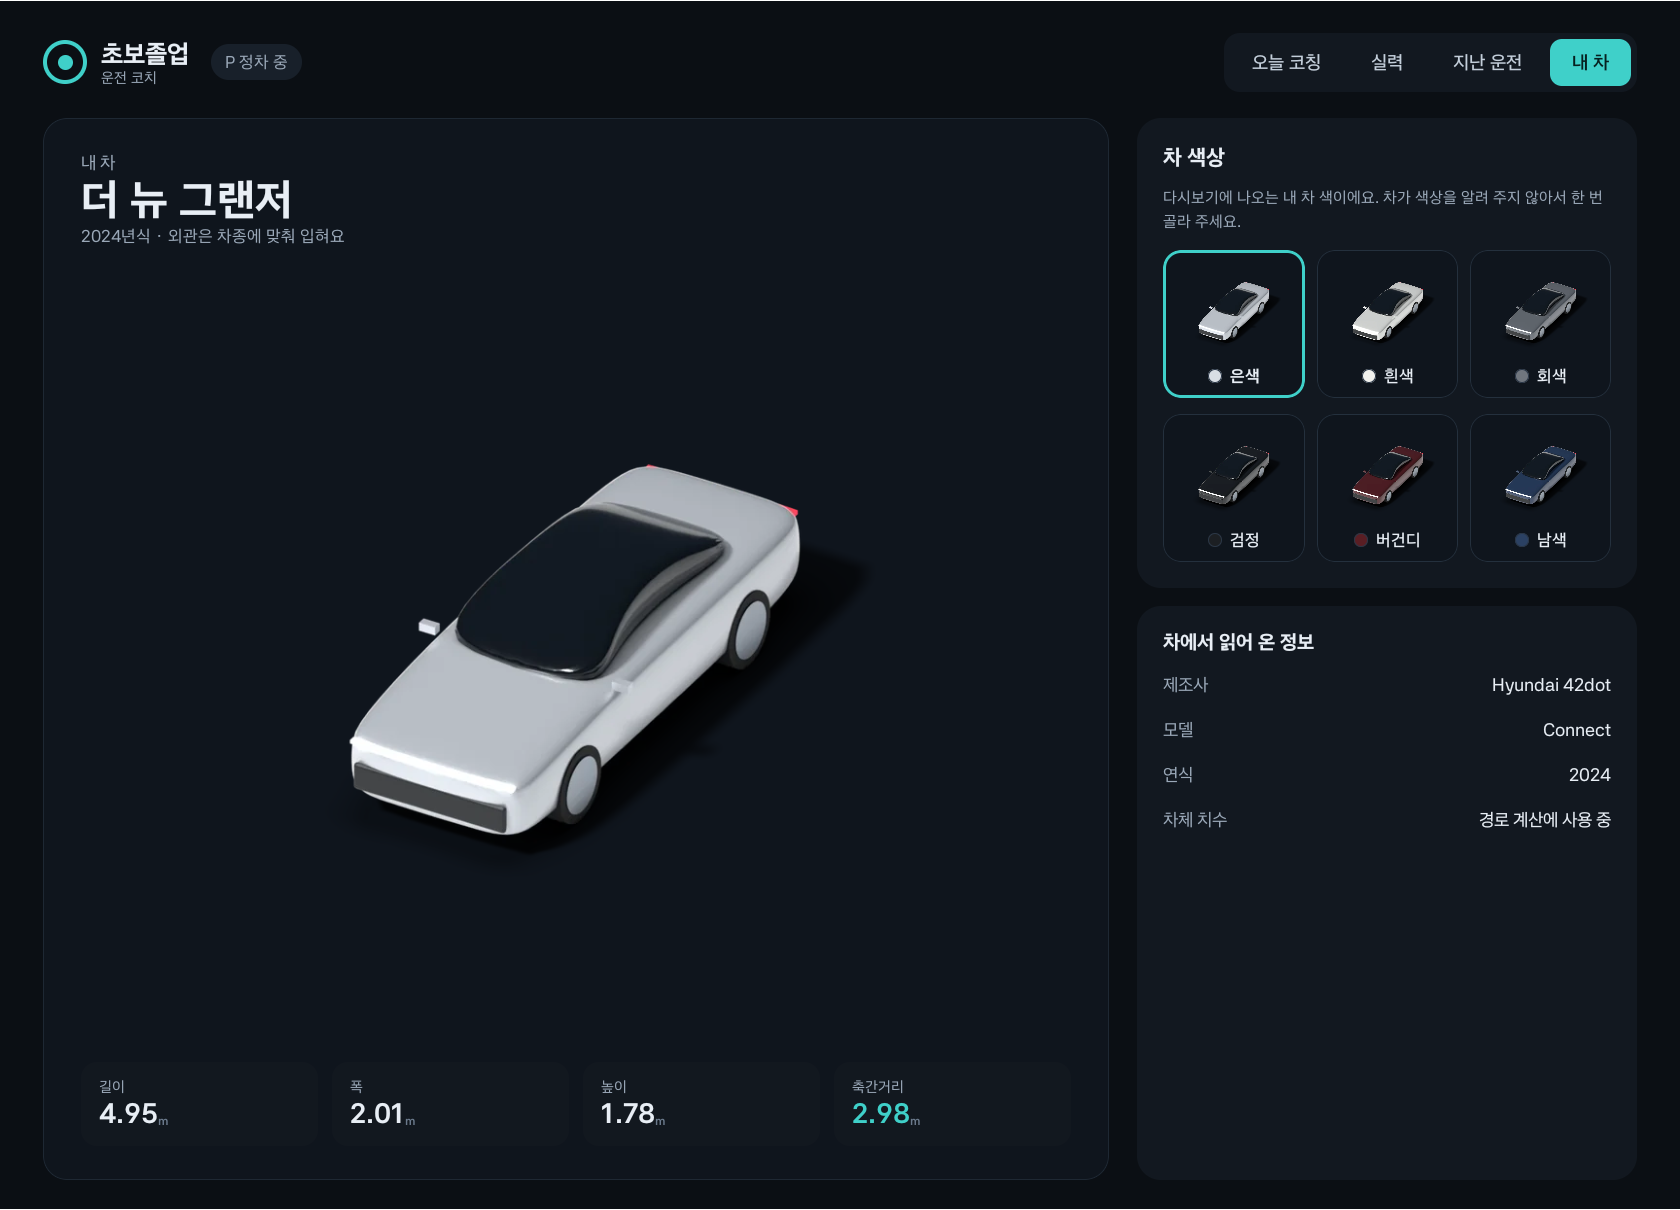 초보졸업
운전 코치
P 정차 중
오늘 코칭
실력
지난 운전
내 차
내 차
더 뉴 그랜저
2024년식 · 외관은 차종에 맞춰 입혀요
길이
4.95m
폭
2.01m
높이
1.78m
축간거리
2.98m
차 색상
다시보기에 나오는 내 차 색이에요. 차가 색상을 알려 주지 않아서 한 번
골라 주세요.
은색
흰색
회색
검정
버건디
남색
차에서 읽어 온 정보
제조사 Hyundai 42dot
모델 Connect
연식 2024
차체 치수 경로 계산에 사용 중